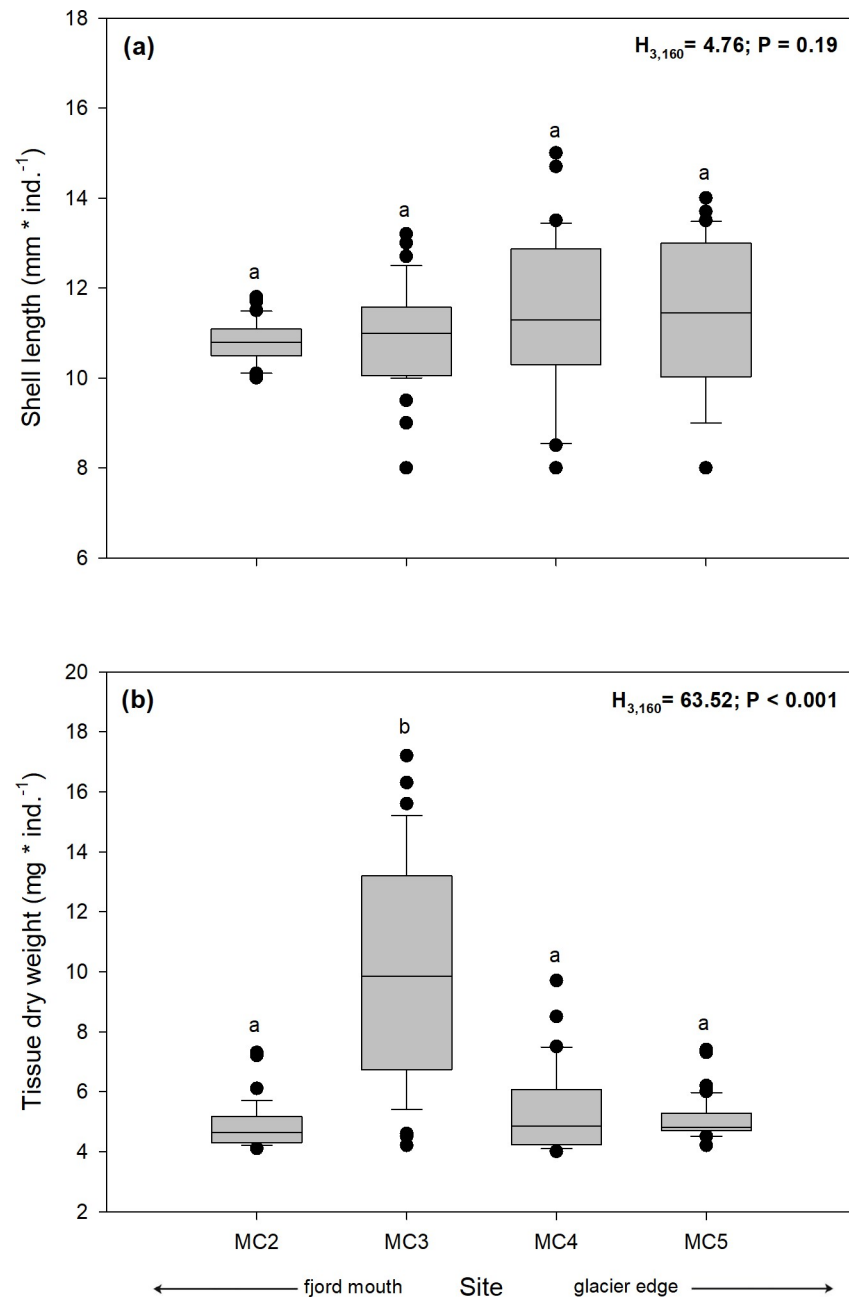 (a)
H3,160= 4.76; P = 0.19
Shell length (mm * ind.-1)
18
16
14
12
10
8
6
a
a
a
a
(b)
H3,160= 63.52; P < 0.001
Tissue dry weight (mg * ind.-1)
20
18
16
14
12
10
8
6
4
2
a
b
a
a
MC2 MC3 MC4 MC5
fjord mouth Site glacier edge